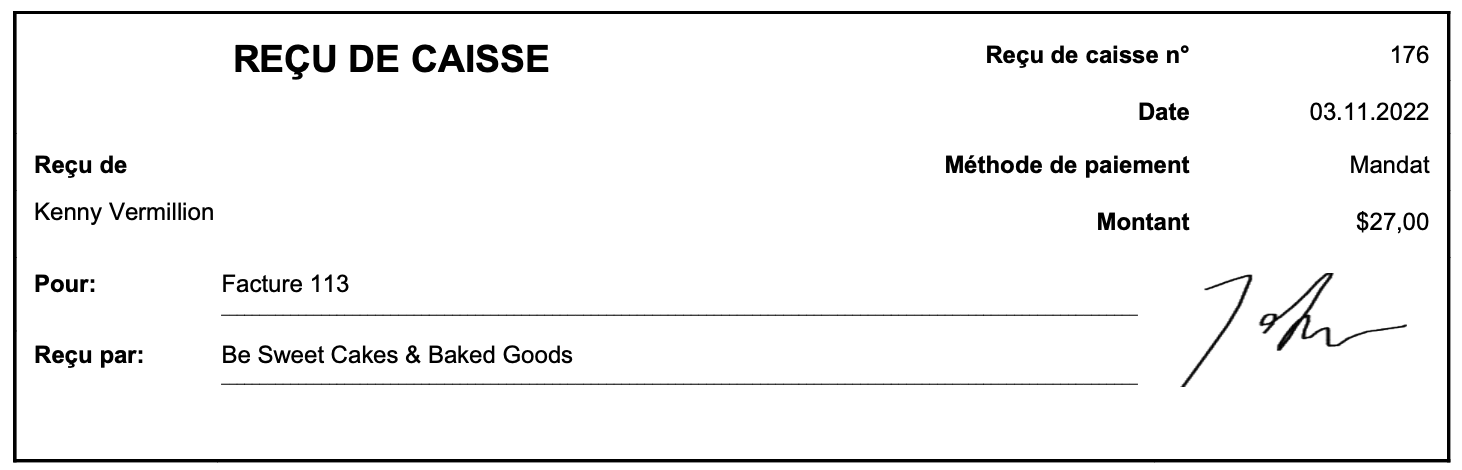 REÇU DE CAISSE
Reçu de caisse n° 176
Date 03.11.2022
Reçu de
Méthode de paiement Mandat
Kenny Vermillion
Montant $27,00
Pour: Facture 113
Reçu par: Be Sweet Cakes & Baked Goods
John